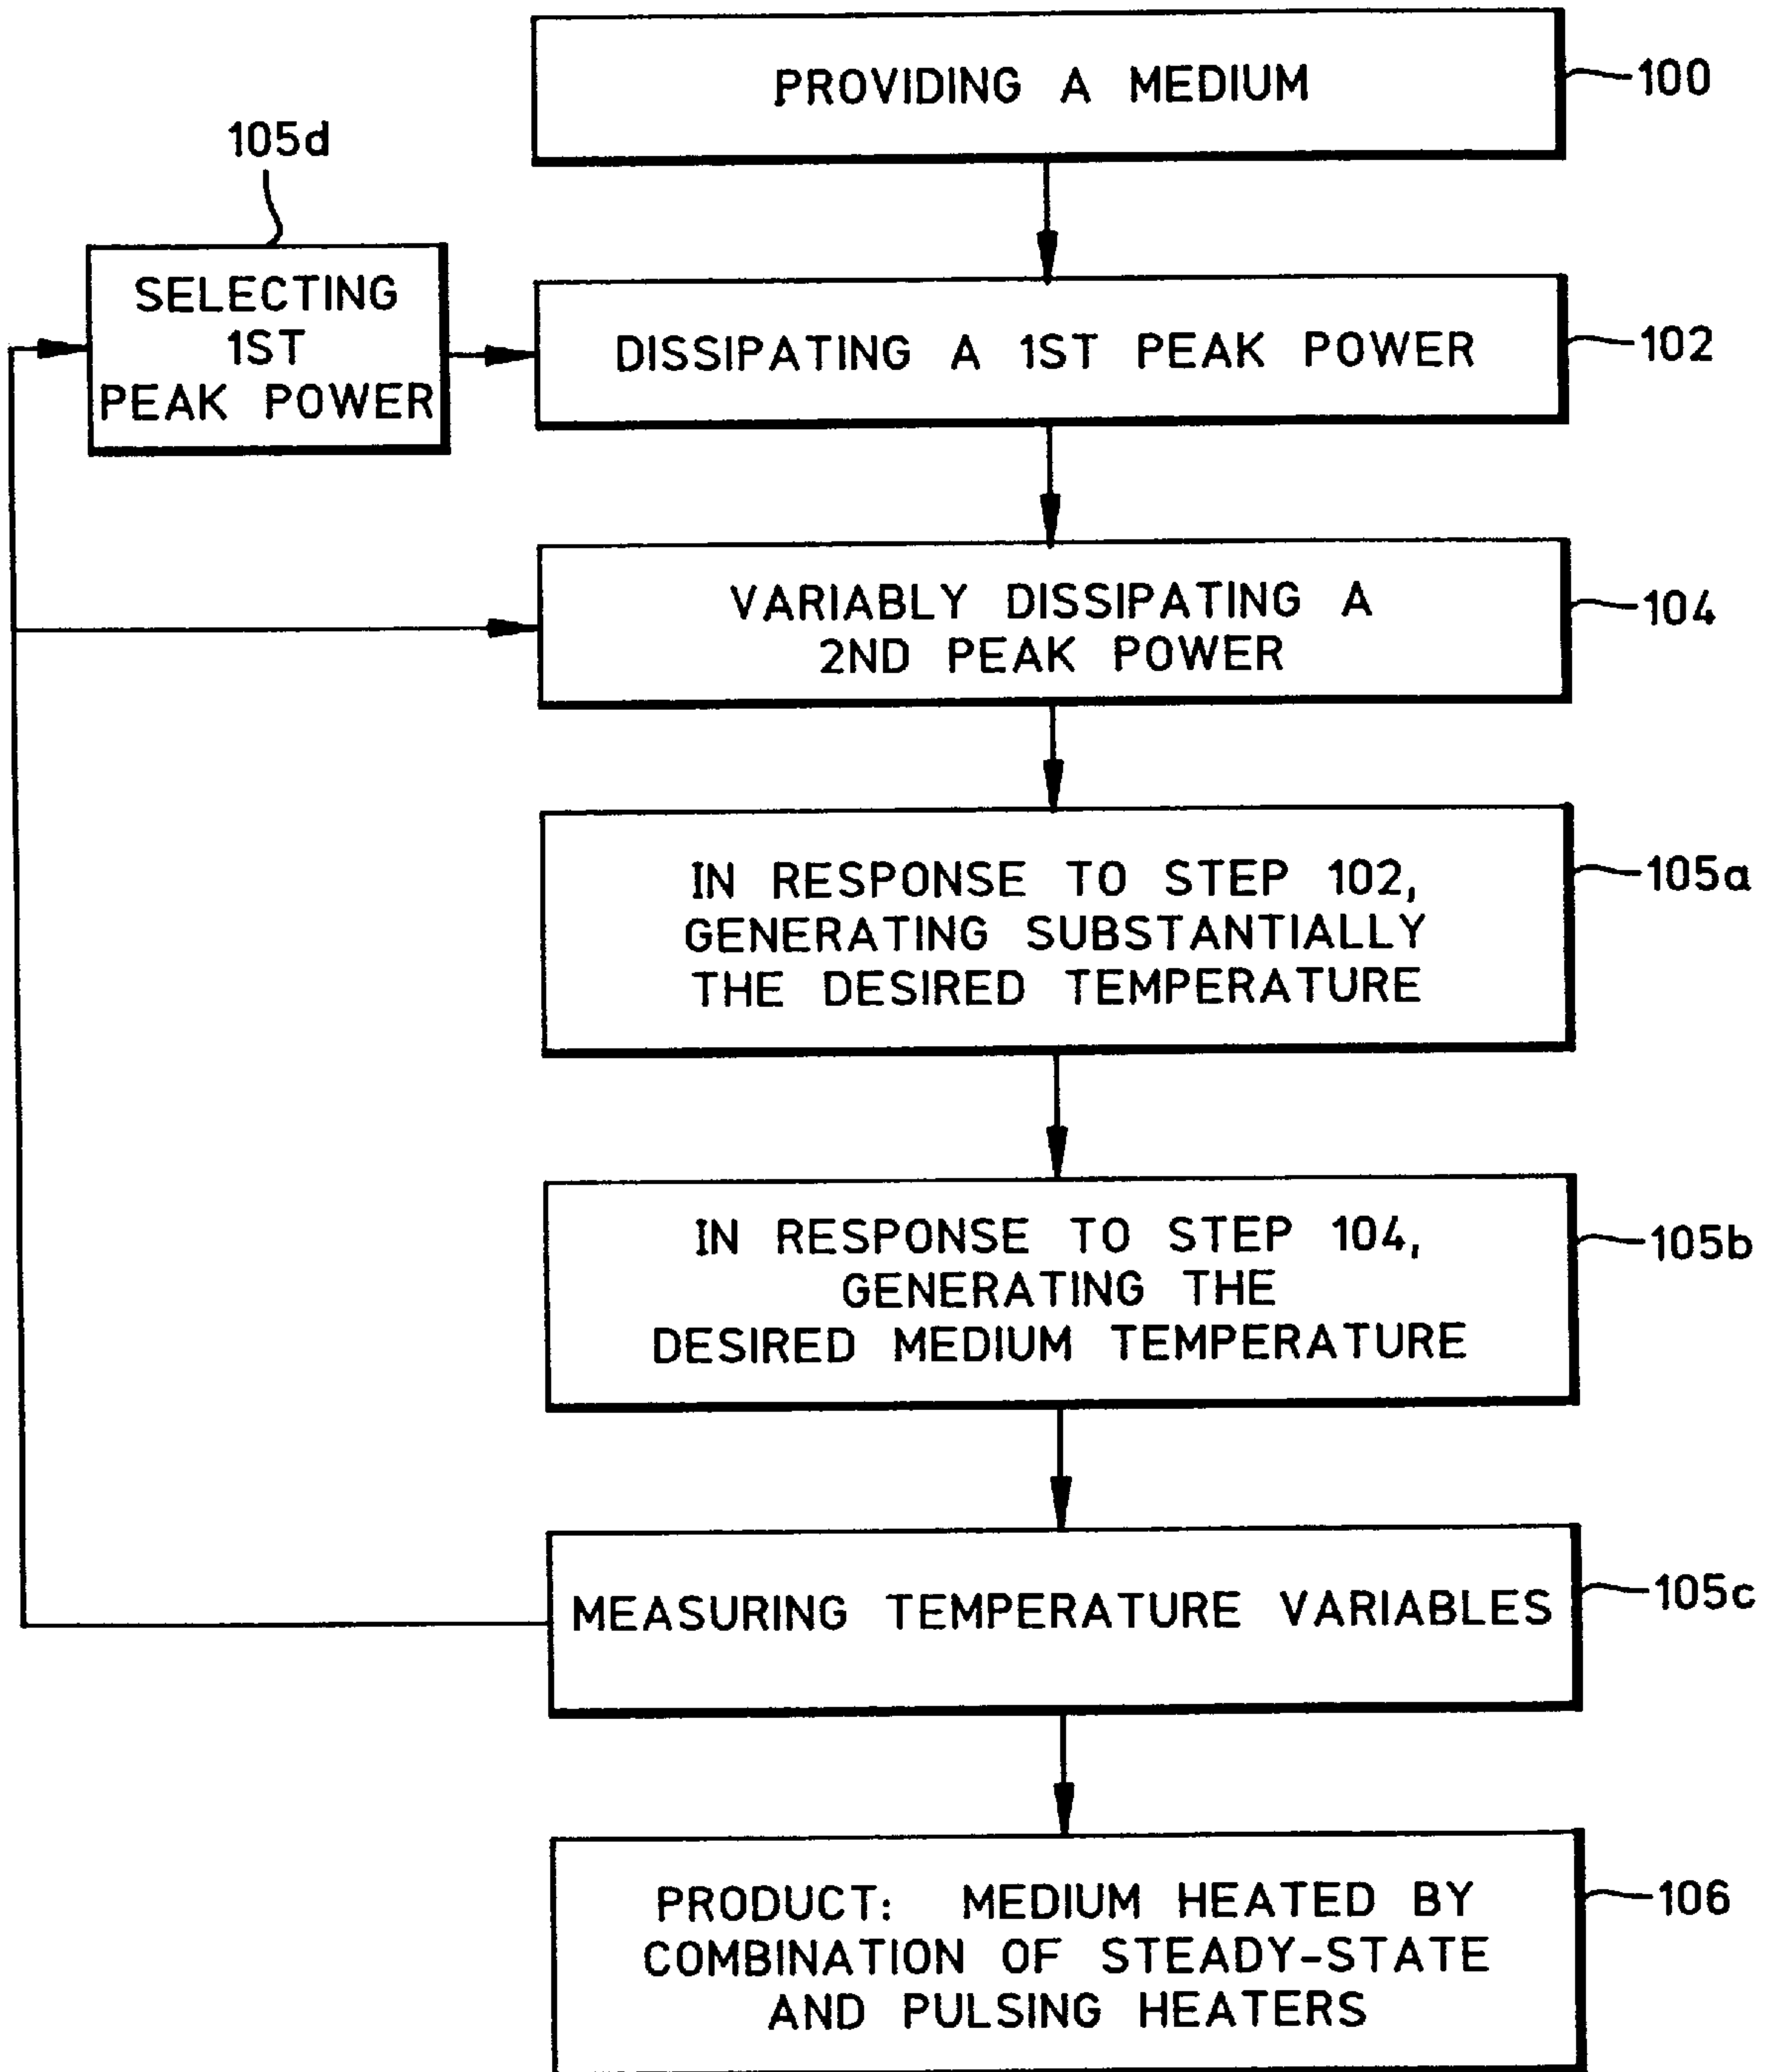 PROVIDING A MEDIUM
100
105d
SELECTING
1ST
PEAK POWER
DISSIPATING A 1ST PEAK POWER
102
VARIABLY DISSIPATING A
2ND PEAK POWER
104
IN RESPONSE TO STEP 102,
GENERATING SUBSTANTIALLY
THE DESIRED TEMPERATURE
105a
IN RESPONSE TO STEP 104,
GENERATING THE
DESIRED MEDIUM TEMPERATURE
105b
MEASURING TEMPERATURE VARIABLES
105c
PRODUCT: MEDIUM HEATED BY
COMBINATION OF STEADY-STATE
AND PULSING HEATERS
106